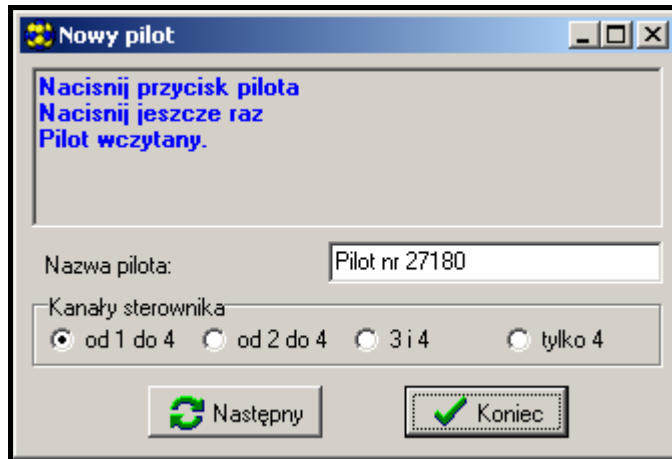 Nowy pilot
Nacisnij przycisk pilota
Nacisnij jeszcze raz
Pilot wczytany.
Nazwa pilota:
Pilot nr 27180
Kanały sterownika
od 1 do 4 od 2 do 4 3 i 4 tylko 4
Następny Koniec